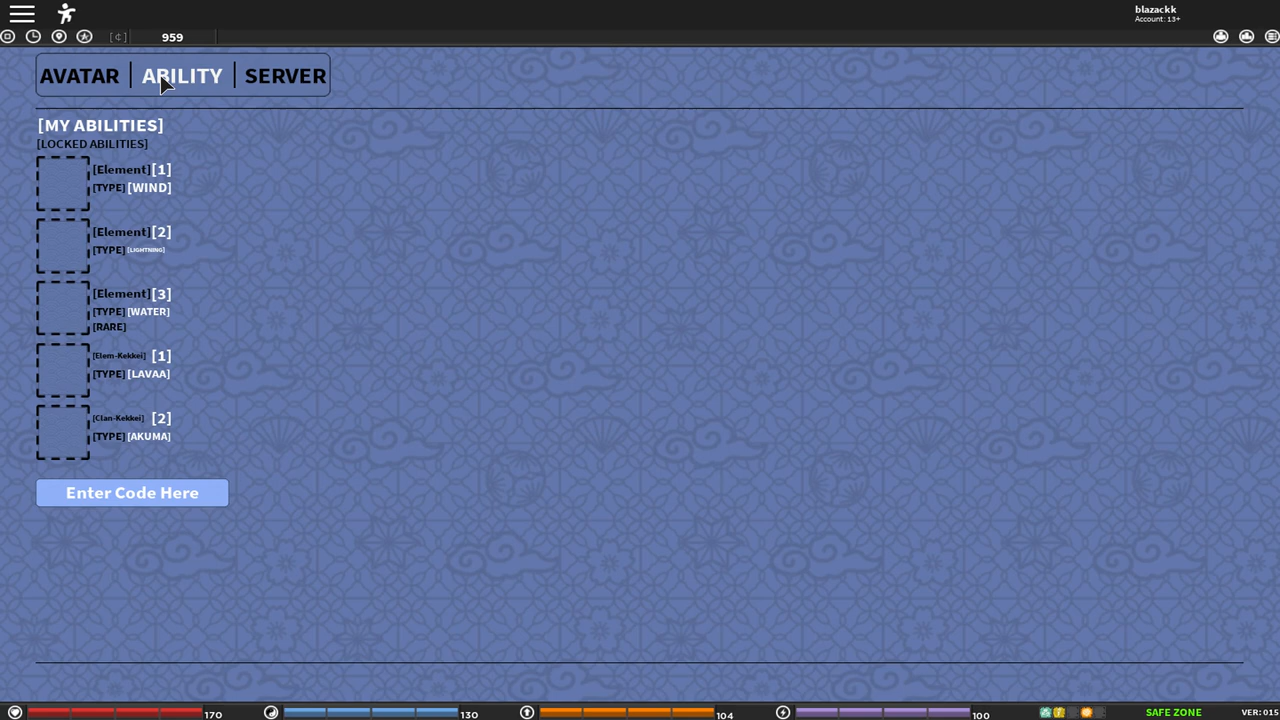 blazackk
Account: 13+
[¢] 959
AVATAR | ABILITY | SERVER
[MY ABILITIES]
[LOCKED ABILITIES]
[Element] [1]
[TYPE] [WIND]
[Element] [2]
[TYPE] [LIGHTNING]
[Element] [3]
[TYPE] [WATER]
[RARE]
[Elem-Kekkei] [1]
[TYPE] [LAVAA]
[Clan-Kekkei] [2]
[TYPE] [AKUMA]
Enter Code Here
170 130 104 100 SAFE ZONE VER: 015